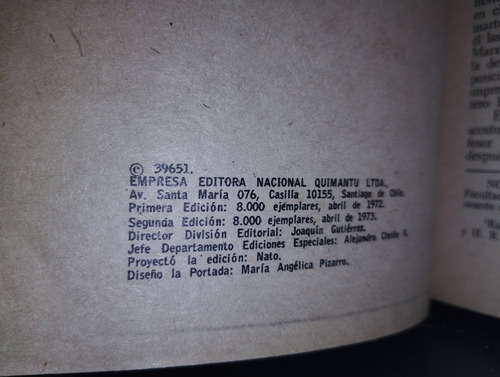 © 39651.
EMPRESA EDITORA NACIONAL QUIMANTU LTDA.
Av. Santa María 076, Casilla 10155, Santiago de Chile.
Primera Edición: 8.000 ejémplares, abril de 1972.
Segunda Edición: 8.000 ejemplares, abril de 1973.
Director División Editorial: Joaquín Gutiérrez.
Jefe Departamento Ediciones Especiales: Alejandro
Proyectó la edición: Nato.
Diseño la Portada: María Angélica Pizarro.